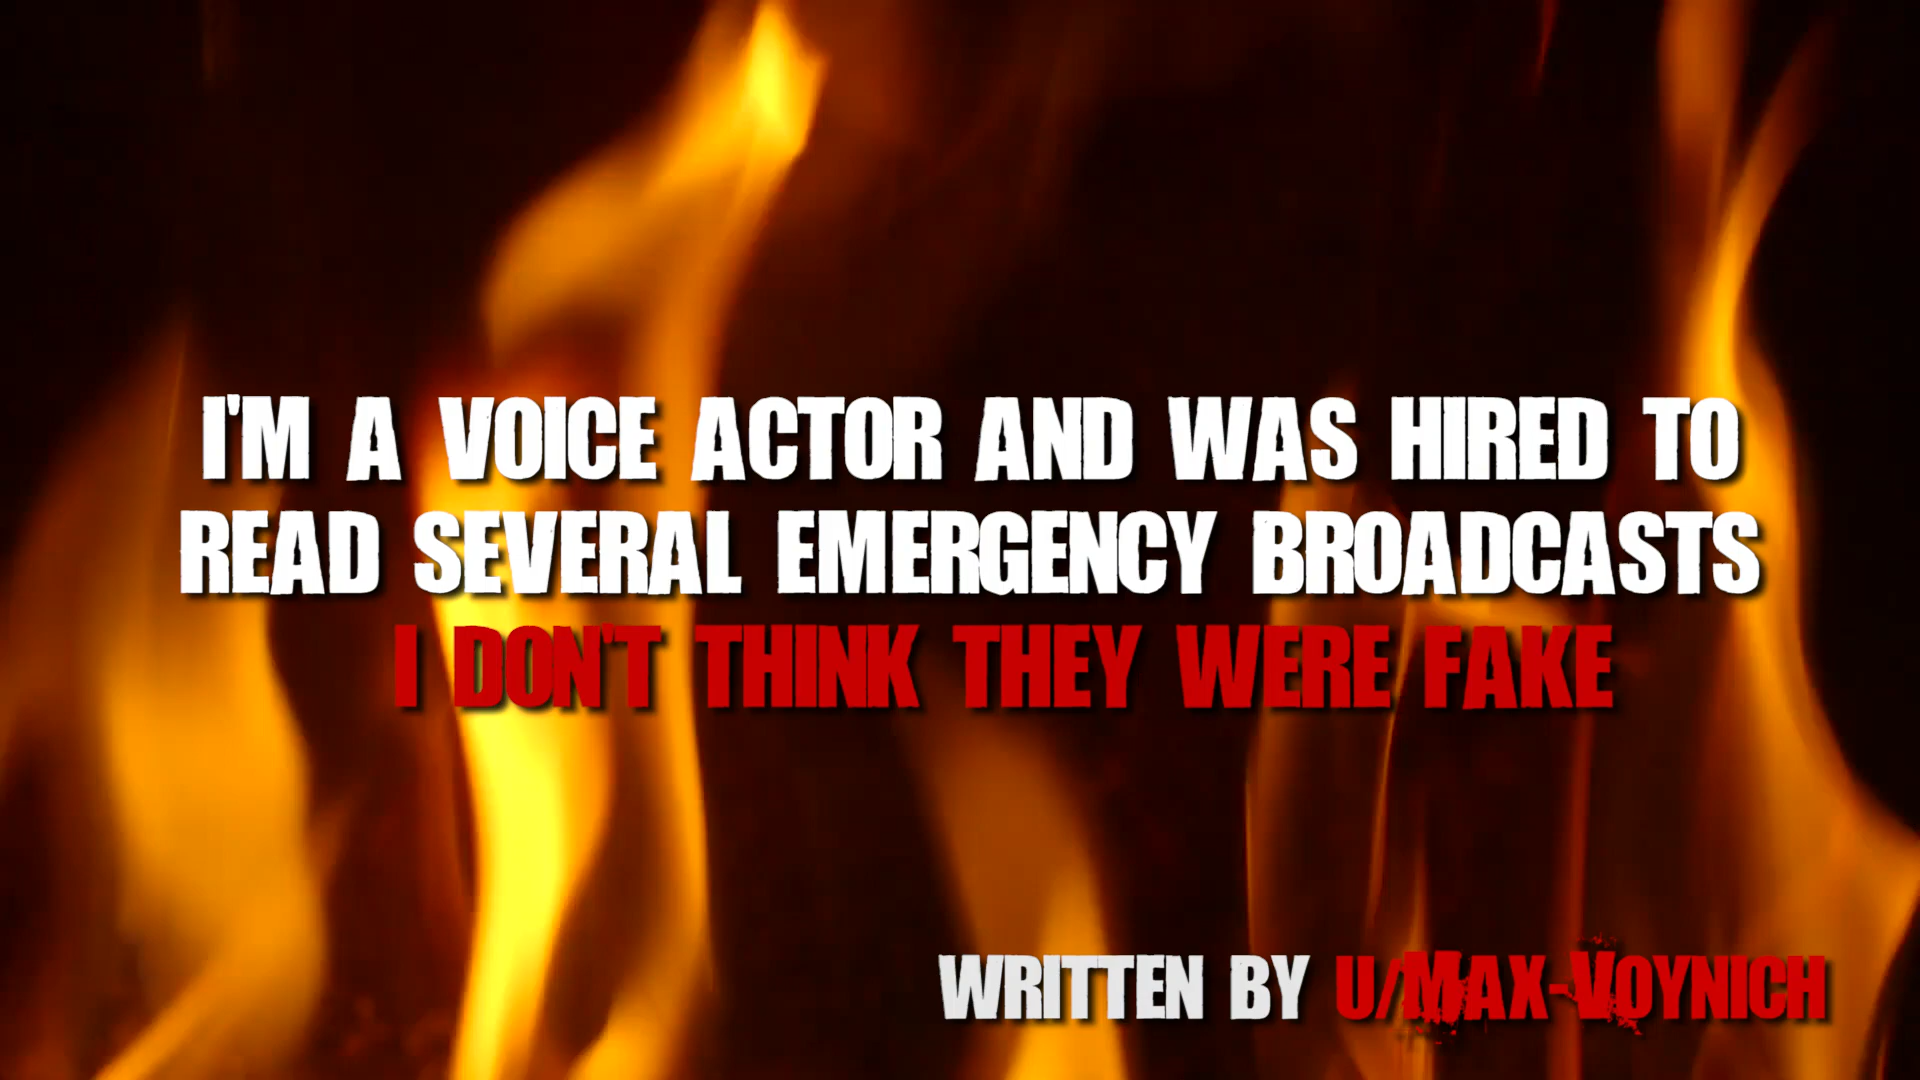 I'M A VOICE ACTOR AND WAS HIRED TO
READ SEVERAL EMERGENCY BROADCASTS
I DON'T THINK THEY WERE FAKE
WRITTEN BY U/MAX-VOYNICH